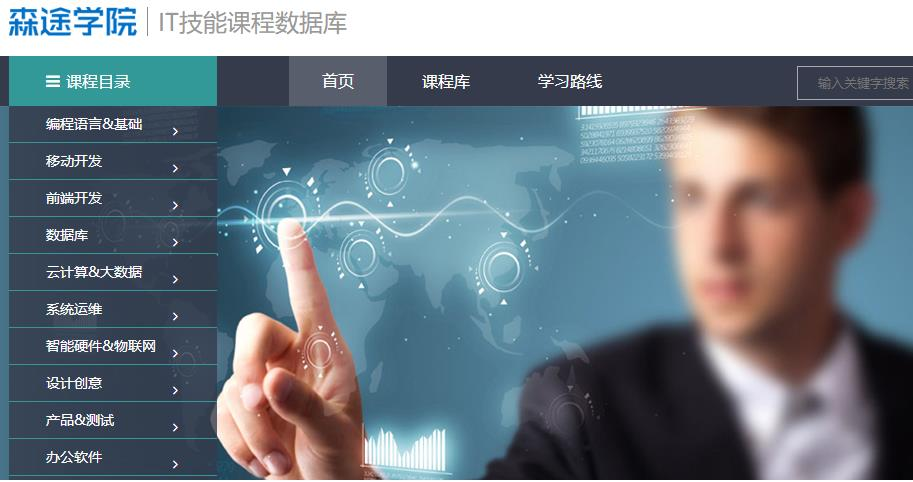 森途学院 IT技能课程数据库
课程目录 首页 课程库 学习路线 输入关键字搜索
编程语言&基础
移动开发
前端开发
数据库
云计算&大数据
系统运维
智能硬件&物联网
设计创意
产品&测试
办公软件